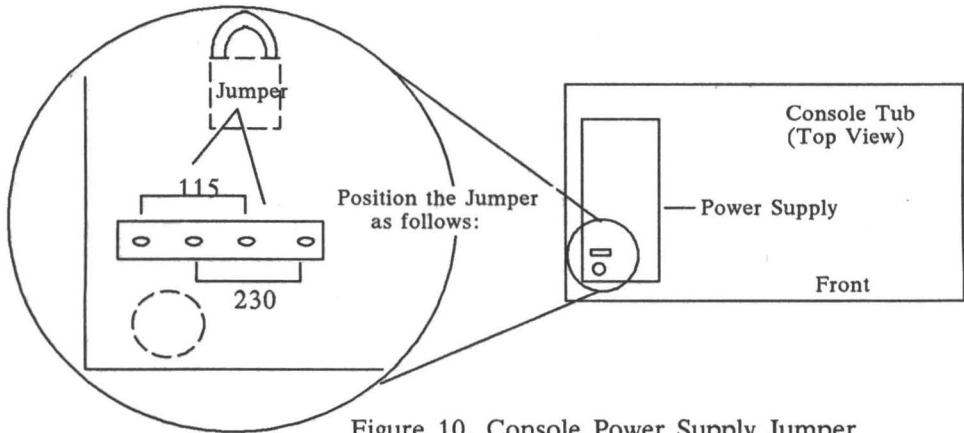 Jumper
115
230
Position the Jumper
as follows:
Console Tub
(Top View)
Power Supply
Front
Figure 10. Console Power Supply Jumper